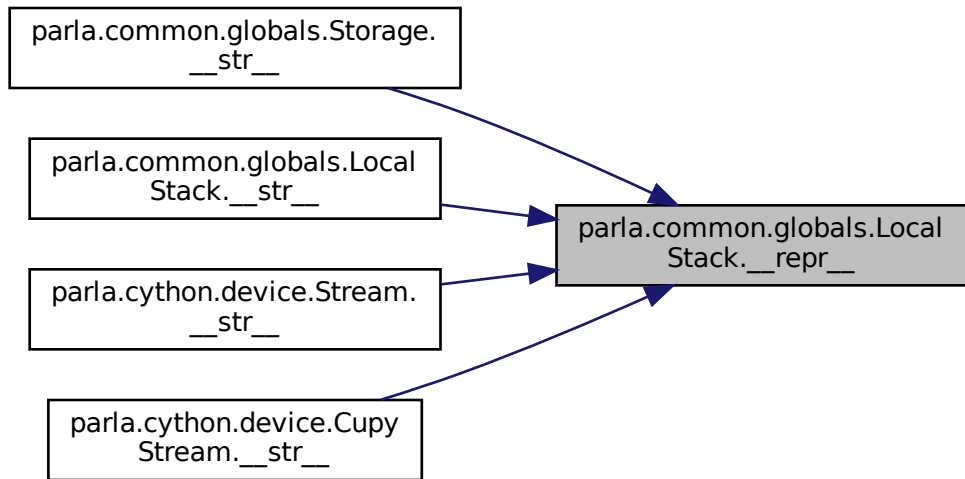 parla.common.globals.Storage.
__str__
parla.common.globals.Local
Stack.__str__
parla.cython.device.Stream.
__str__
parla.cython.device.Cupy
Stream.__str__
parla.common.globals.Local
Stack.__repr__